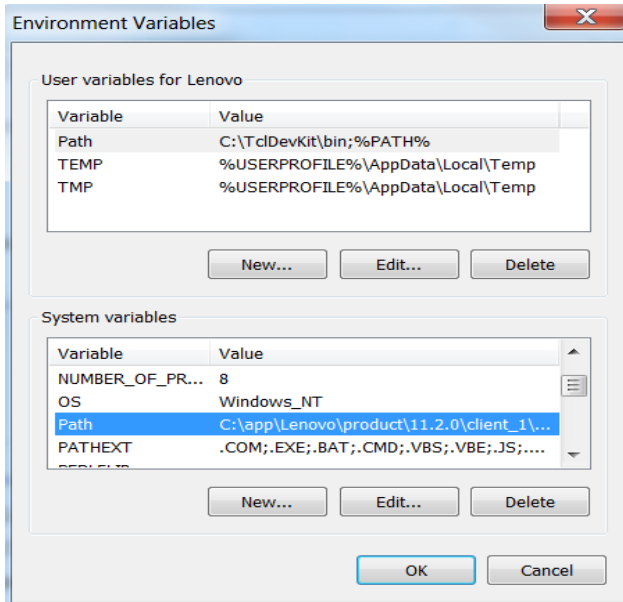 Environment Variables
User variables for Lenovo
Variable Value
Path C:\TclDevKit\bin;%PATH%
TEMP %USERPROFILE%\AppData\Local\Temp
TMP %USERPROFILE%\AppData\Local\Temp
New... Edit... Delete
System variables
Variable Value
NUMBER_OF_PR... 8
OS Windows_NT
Path C:\app\Lenovo\product\11.2.0\client_1\...
PATHEXT .COM;.EXE;.BAT;.CMD;.VBS;.VBE;.JS;....
New... Edit... Delete
OK Cancel